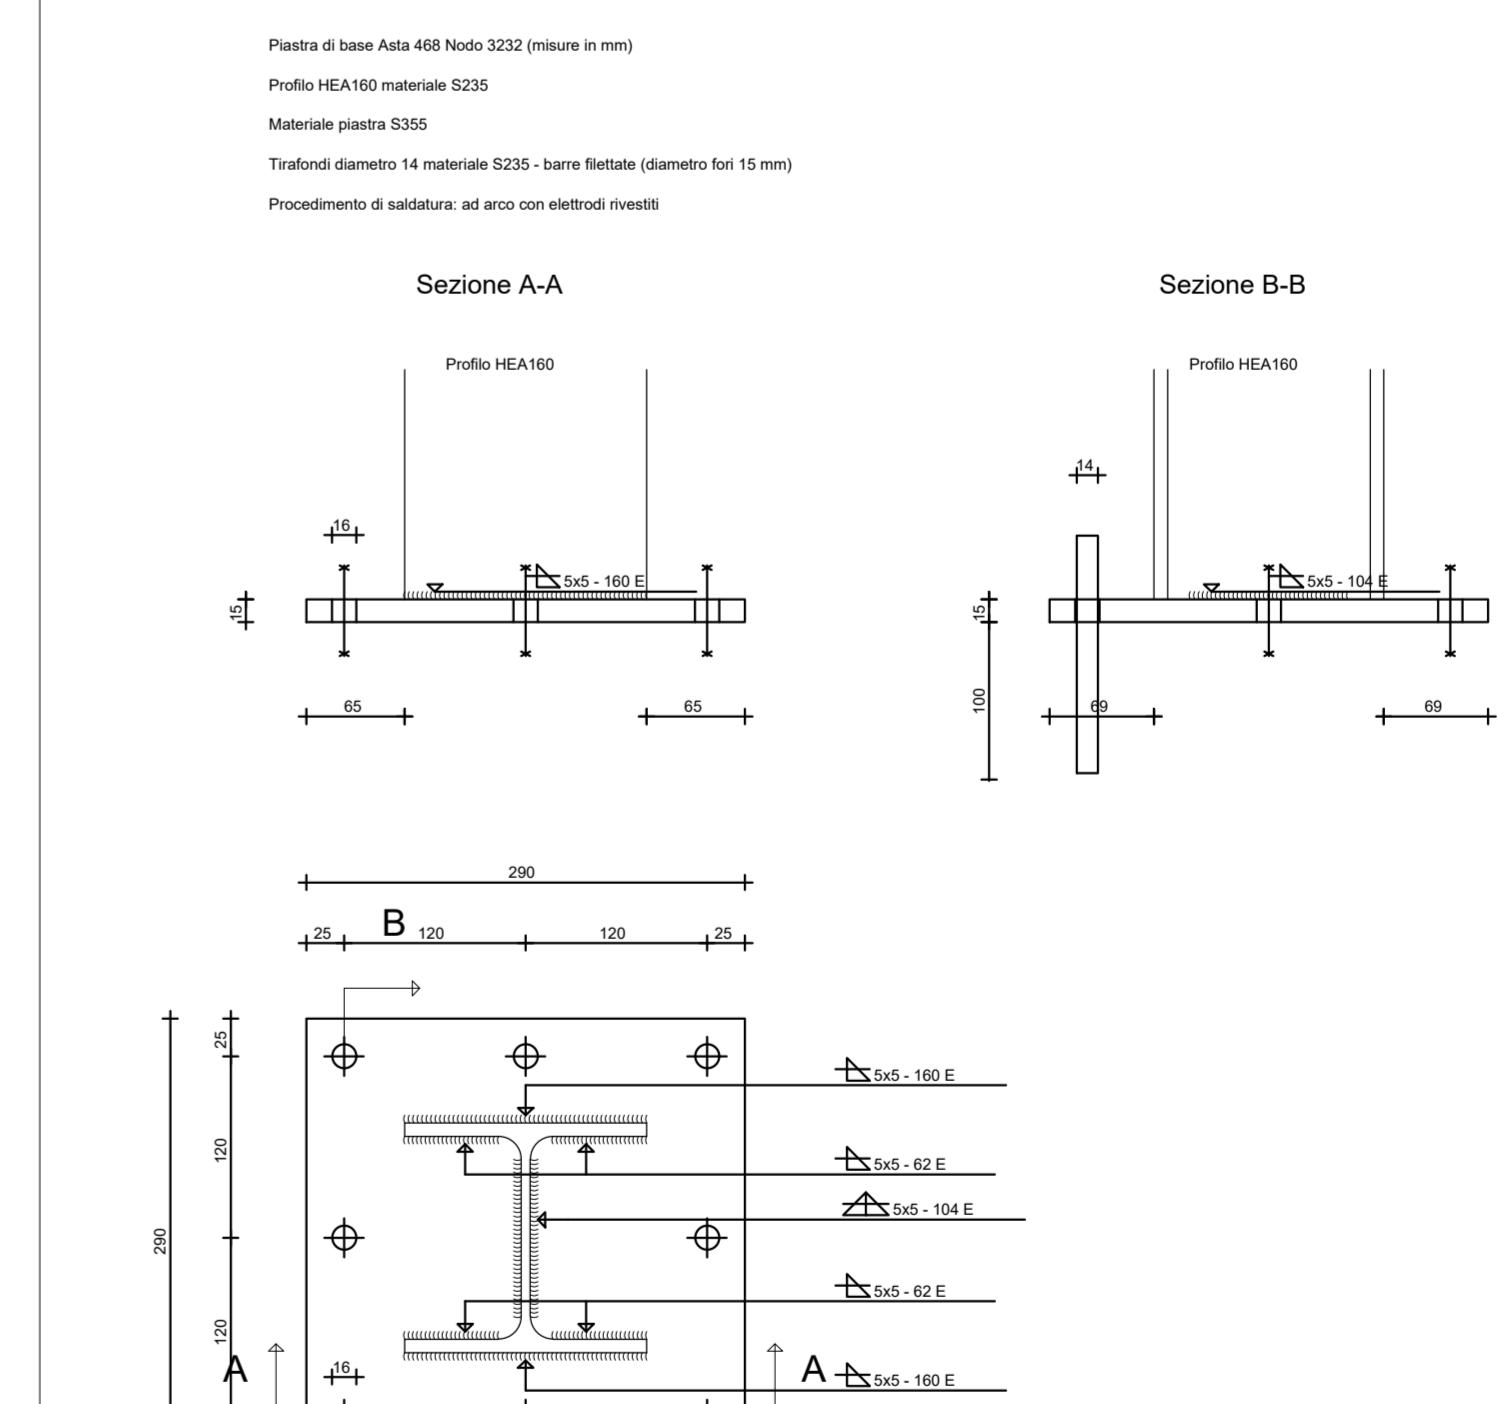 Piastra di base Asta 468 Nodo 3232 (misure in mm)
Profilo HEA160 materiale S235
Materiale piastra S355
Tirafondi diametro 14 materiale S235 - barre filettate (diametro fori 15 mm)
Procedimento di saldatura: ad arco con elettrodi rivestiti
Sezione A-A
Profilo HEA160
16
5x5 - 160 E
15
65
65
Sezione B-B
Profilo HEA160
14
5x5 - 104 E
15
100
69
69
290
B
25
120
120
25
25
120
290
120
5x5 - 160 E
5x5 - 62 E
5x5 - 104 E
5x5 - 62 E
A
16
A
5x5 - 160 E